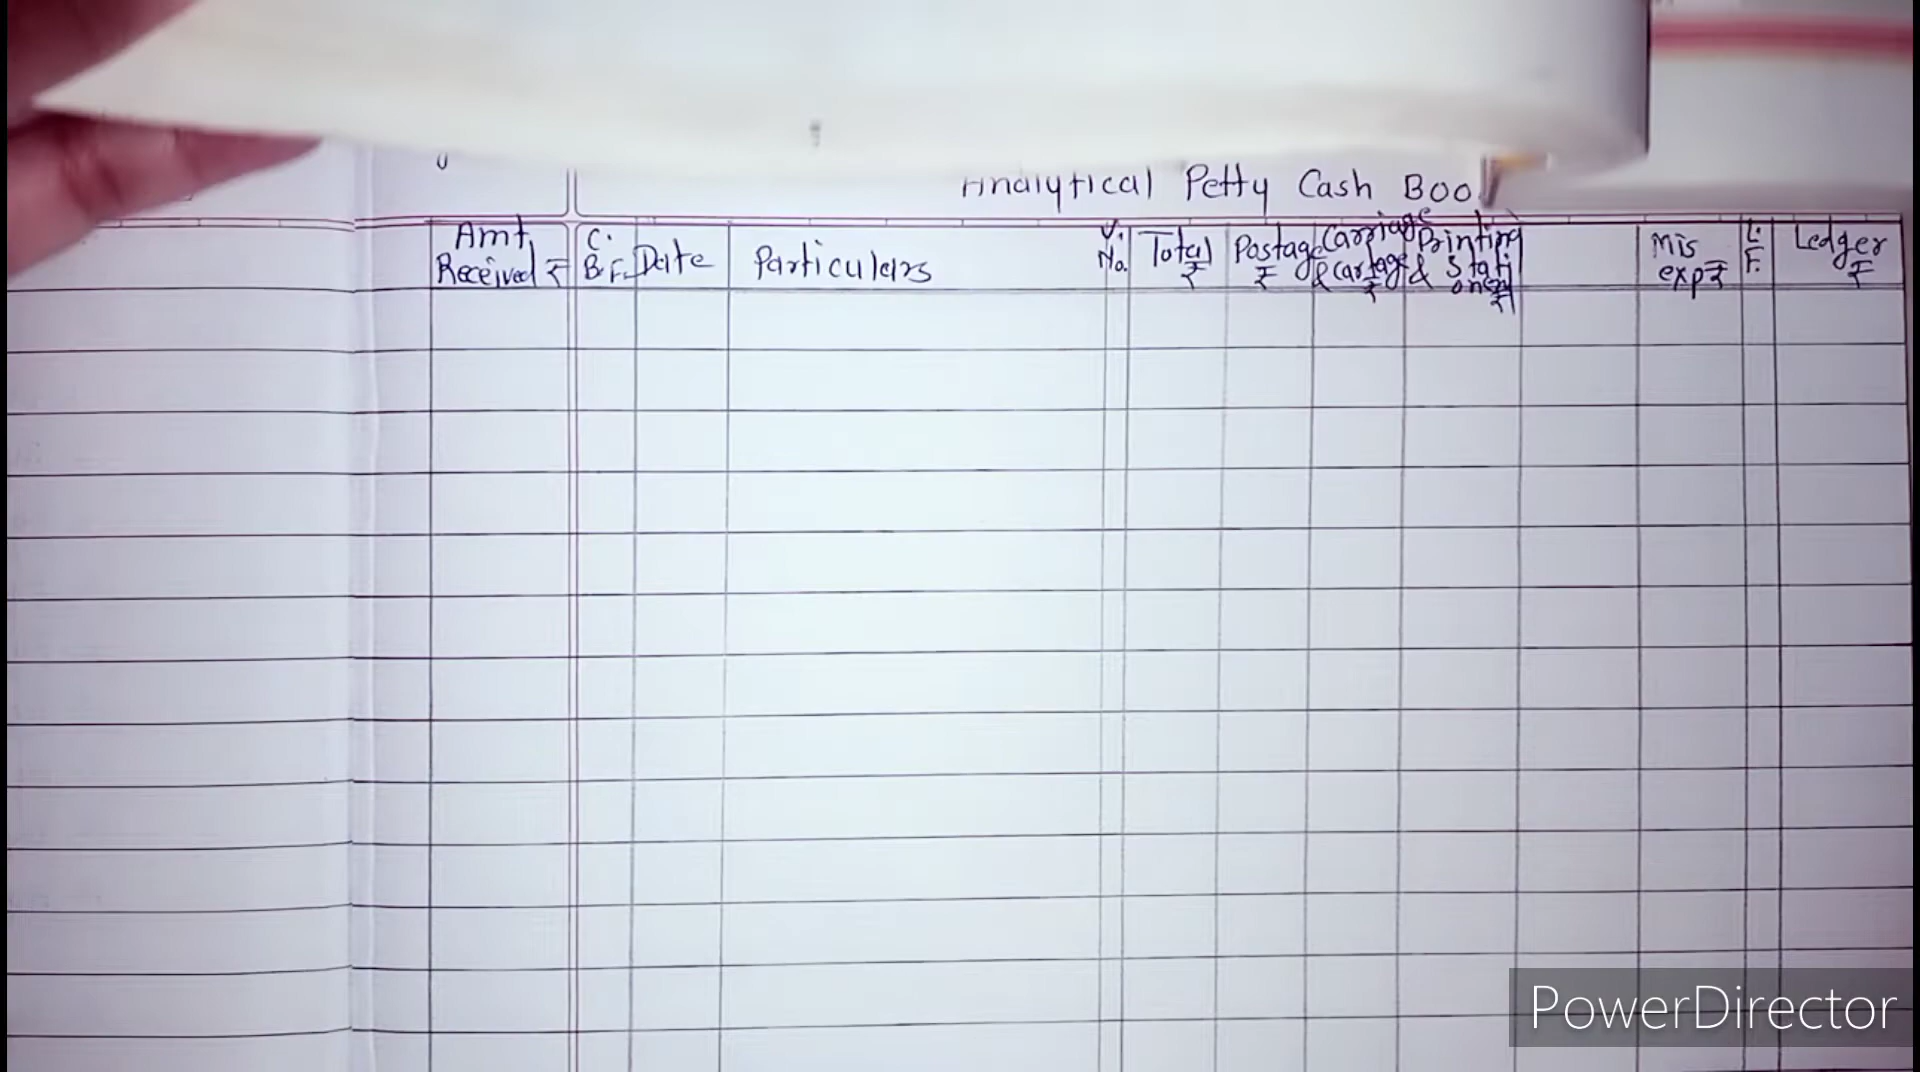 Analytical Petty Cash Boo
Amt Received ₹
C. B. F.
Date
Particulars
V. No.
Total ₹
Postage ₹
Carriage & cartage ₹
Printing & Stationery ₹
Mis exp ₹
L. F.
Ledger ₹
PowerDirector